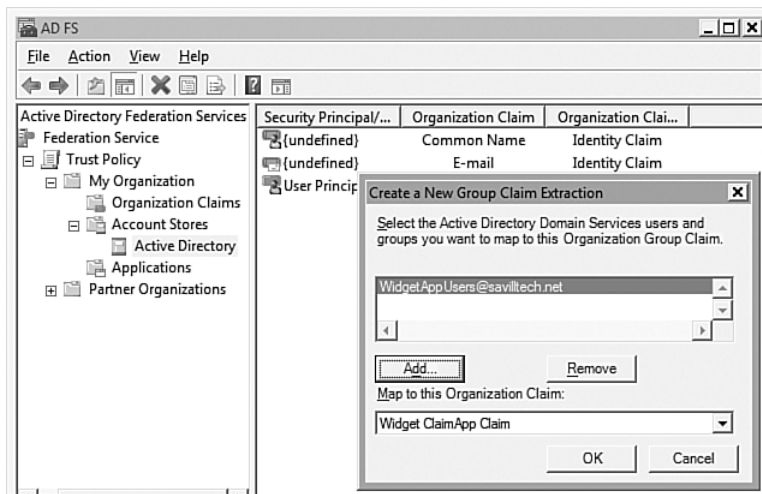 AD FS
File Action View Help
Active Directory Federation Services
Federation Service
Trust Policy
My Organization
Organization Claims
Account Stores
Active Directory
Applications
Partner Organizations
Security Principal/... Organization Claim Organization Clai...
{undefined} Common Name Identity Claim
{undefined} E-mail Identity Claim
User Princip
Create a New Group Claim Extraction
Select the Active Directory Domain Services users and
groups you want to map to this Organization Group Claim.
WidgetAppUsers@savilltech.net
Add... Remove
Map to this Organization Claim:
Widget ClaimApp Claim
OK Cancel